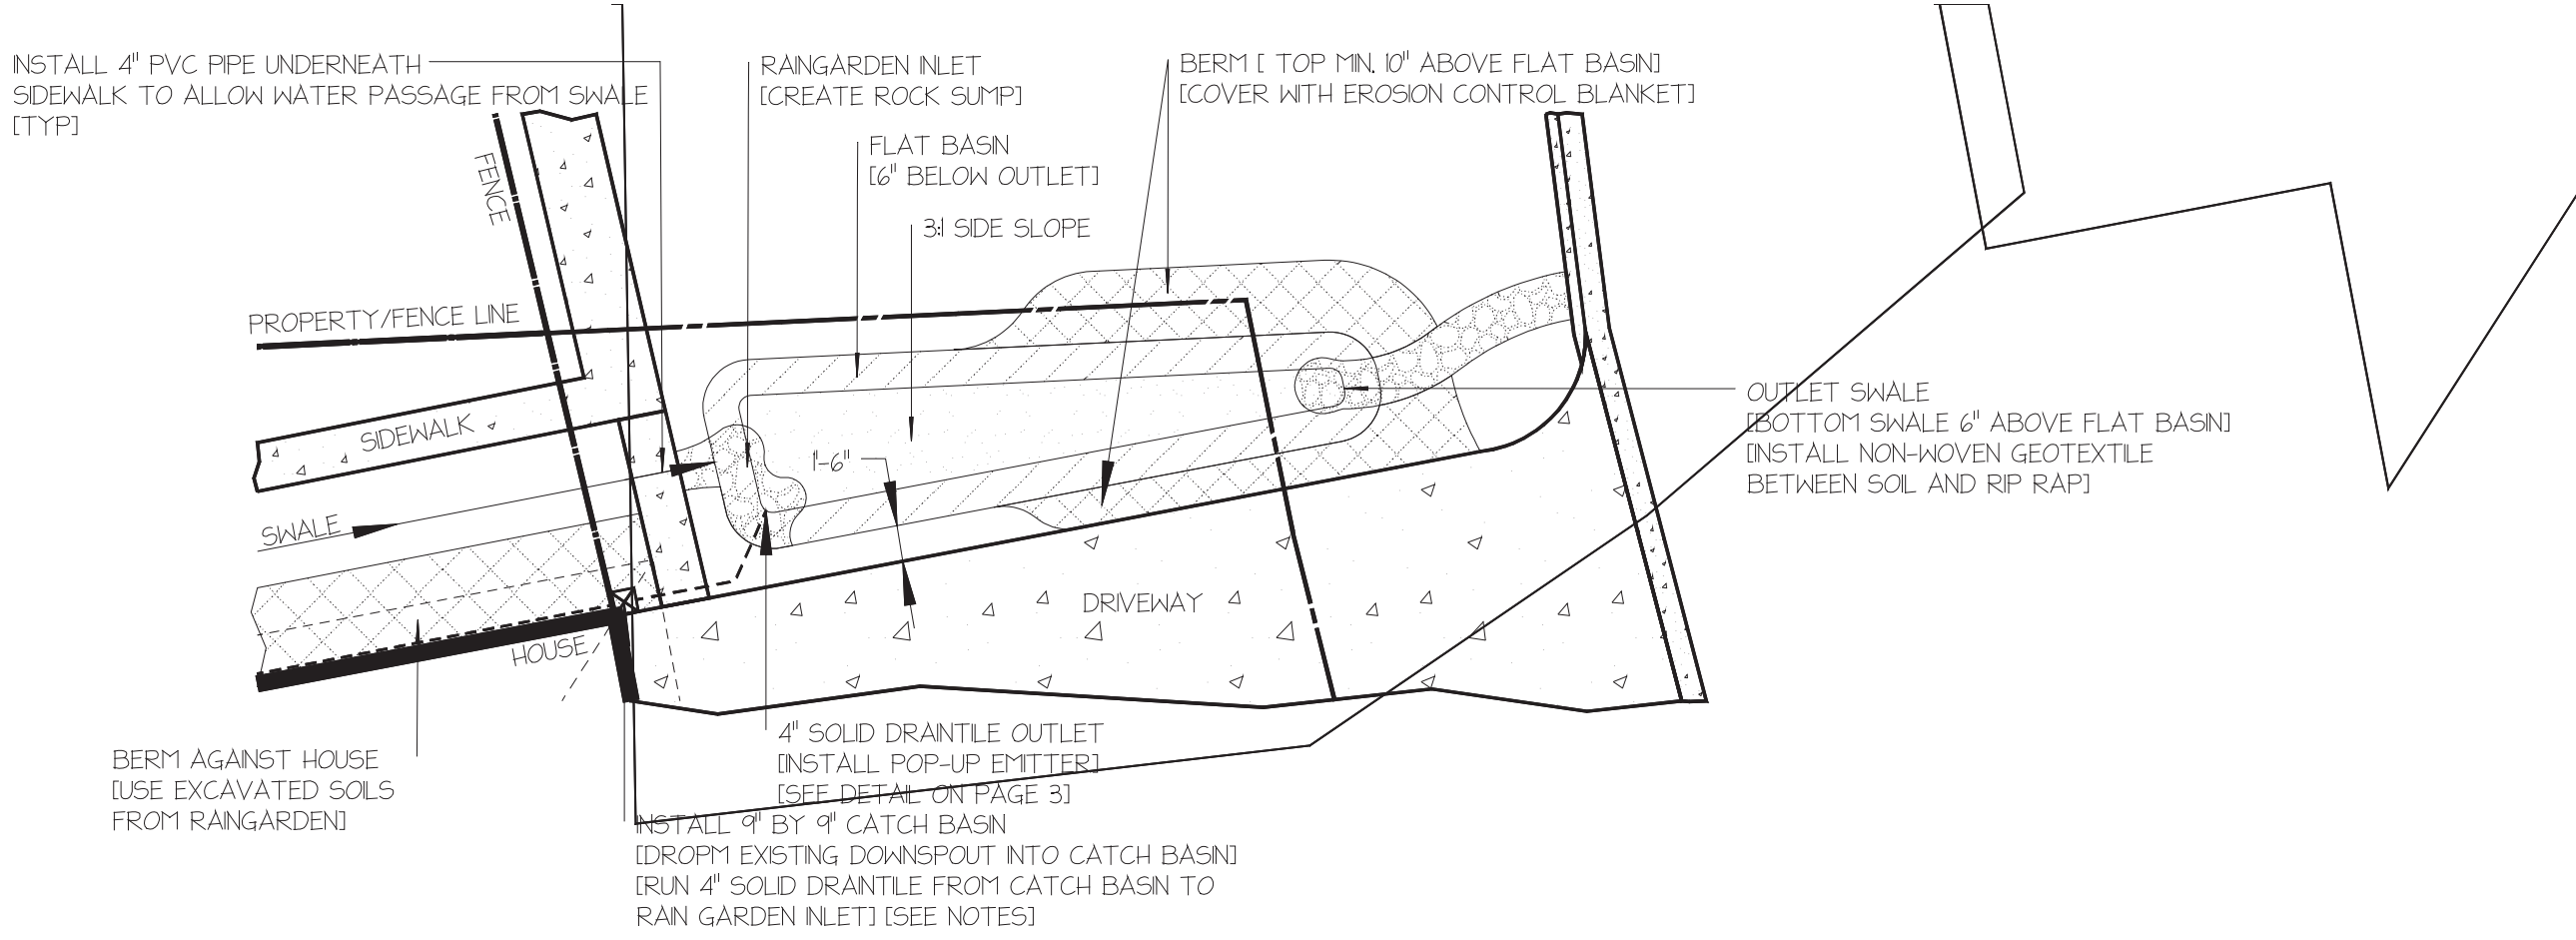 INSTALL 4" PVC PIPE UNDERNEATH
SIDEWALK TO ALLOW WATER PASSAGE FROM SWALE
[TYP]
RAINGARDEN INLET
[CREATE ROCK SUMP]
BERM [ TOP MIN. 10" ABOVE FLAT BASIN]
[COVER WITH EROSION CONTROL BLANKET]
FLAT BASIN
[6" BELOW OUTLET]
3:1 SIDE SLOPE
FENCE
PROPERTY/FENCE LINE
SIDEWALK
SWALE
1'-6"
OUTLET SWALE
[BOTTOM SWALE 6" ABOVE FLAT BASIN]
[INSTALL NON-WOVEN GEOTEXTILE
BETWEEN SOIL AND RIP RAP]
DRIVEWAY
HOUSE
BERM AGAINST HOUSE
[USE EXCAVATED SOILS
FROM RAINGARDEN]
4" SOLID DRAINTILE OUTLET
[INSTALL POP-UP EMITTER]
[SEE DETAIL ON PAGE 3]
INSTALL 9" BY 9" CATCH BASIN
[DROPM EXISTING DOWNSPOUT INTO CATCH BASIN]
[RUN 4" SOLID DRAINTILE FROM CATCH BASIN TO
RAIN GARDEN INLET] [SEE NOTES]